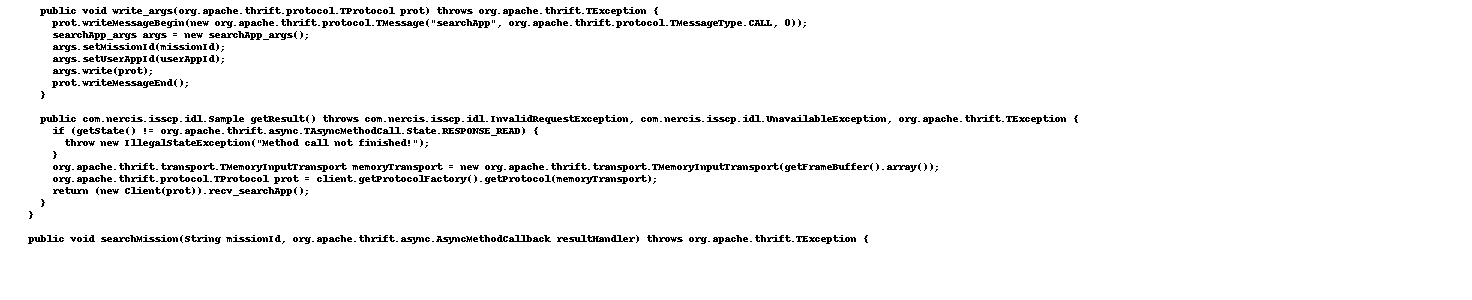 public void write_args(org.apache.thrift.protocol.TProtocol prot) throws org.apache.thrift.TException {
prot.writeMessageBegin(new org.apache.thrift.protocol.TMessage("searchApp", org.apache.thrift.protocol.TMessageType.CALL, 0));
searchApp_args args = new searchApp_args();
args.setMissionId(missionId);
args.setUserAppId(userAppId);
args.write(prot);
prot.writeMessageEnd();
}
public com.nercis.isscp.idl.Sample getResult() throws com.nercis.isscp.idl.InvalidRequestException, com.nercis.isscp.idl.UnavailableException, org.apache.thrift.TException {
if (getState() != org.apache.thrift.async.TAsyncMethodCall.State.RESPONSE_READ) {
throw new IllegalStateException("Method call not finished!");
}
org.apache.thrift.transport.TMemoryInputTransport memoryTransport = new org.apache.thrift.transport.TMemoryInputTransport(getFrameBuffer().array());
org.apache.thrift.protocol.TProtocol prot = client.getProtocolFactory().getProtocol(memoryTransport);
return (new Client(prot)).recv_searchApp();
}
}
public void searchMission(String missionId, org.apache.thrift.async.AsyncMethodCallback resultHandler) throws org.apache.thrift.TException {